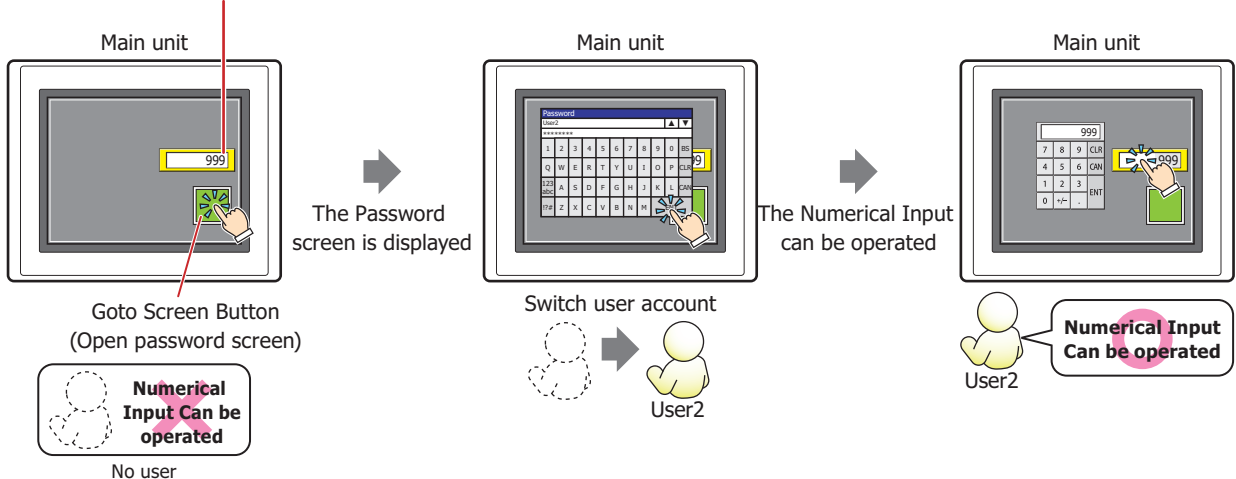 Main unit
999
Goto Screen Button
(Open password screen)
Numerical
Input Can be
operated
No user
The Password
screen is displayed
Main unit
Password
User2 ▲ ▼
********
1 2 3 4 5 6 7 8 9 0 BS
Q W E R T Y U I O P CLR
123
abc A S D F G H J K L CAN
!?# Z X C V B N M
Switch user account
User2
The Numerical Input
can be operated
Main unit
999
7 8 9 CLR
4 5 6 CAN
1 2 3 ENT
0 +/- .
999
User2
Numerical Input
Can be operated